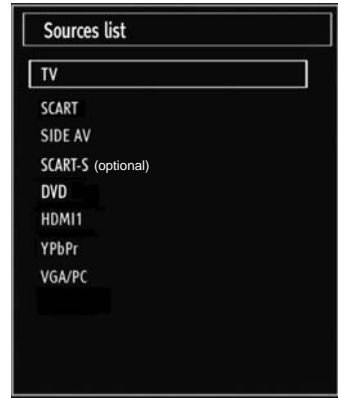 Sources list
TV
SCART
SIDE AV
SCART-S (optional)
DVD
HDMI1
YPbPr
VGA/PC